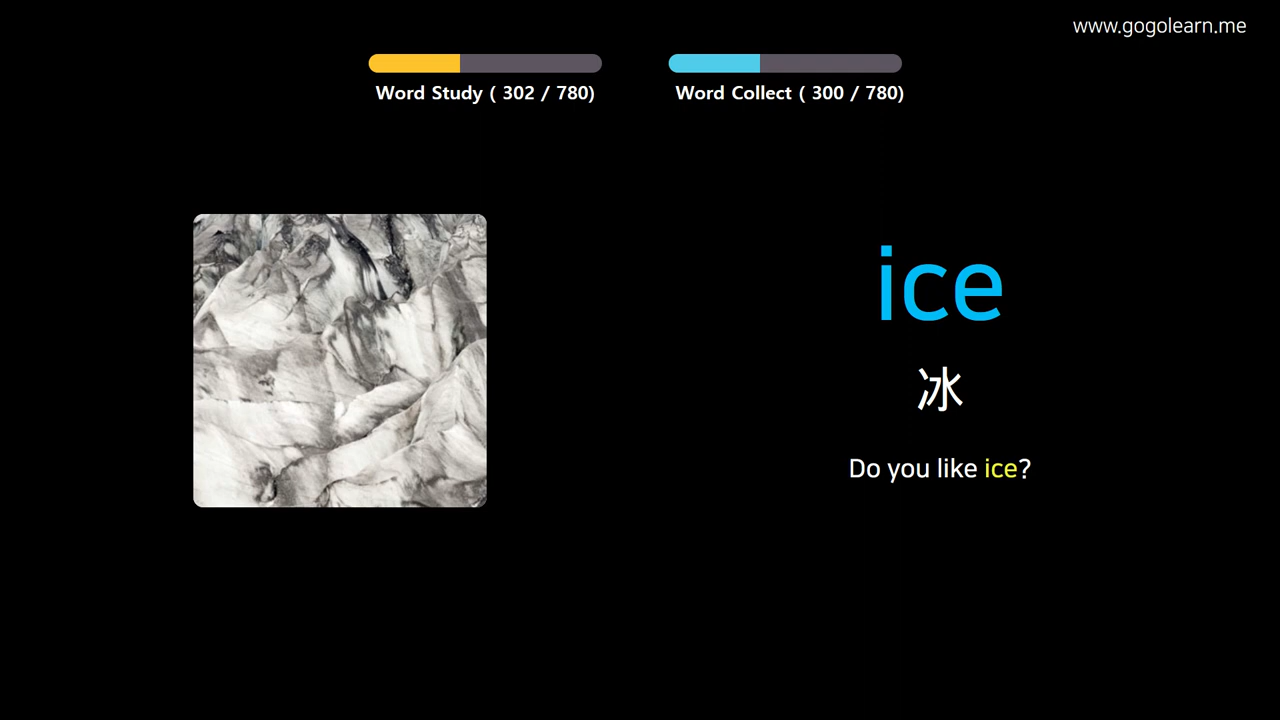 www.gogolearn.me
Word Study ( 302 / 780)
Word Collect ( 300 / 780)
ice
冰
Do you like ice?